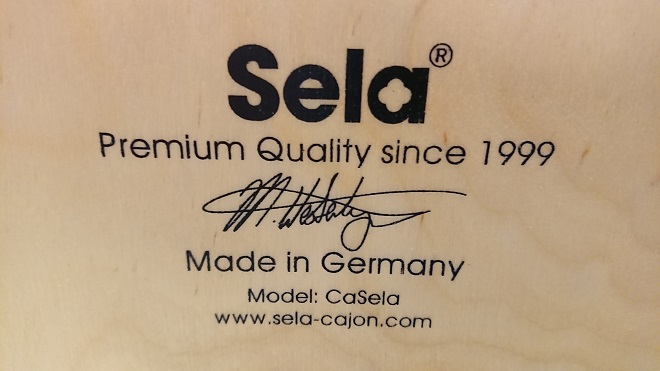 Sela®
Premium Quality since 1999
Made in Germany
Model: CaSela
www.sela-cajon.com